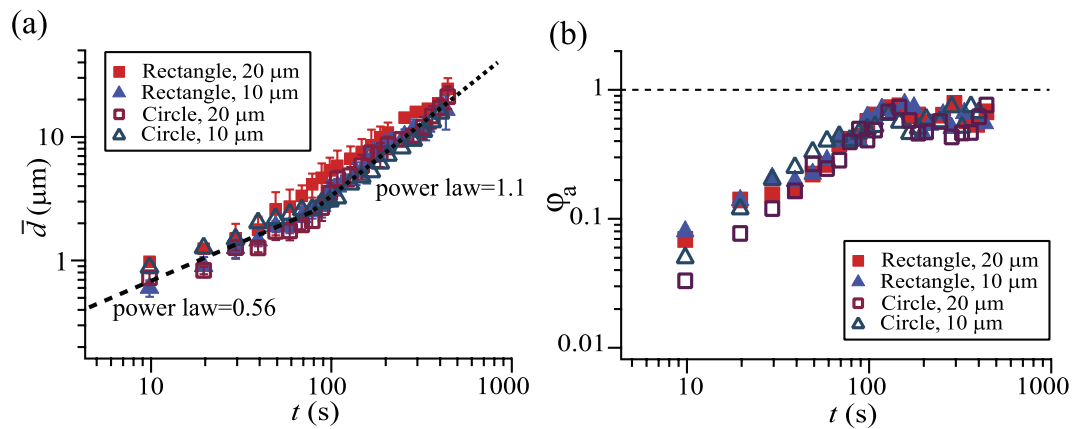 (a)
Rectangle, 20 μm
Rectangle, 10 μm
Circle, 20 μm
Circle, 10 μm
10
1
d̅ (μm)
power law=1.1
power law=0.56
10
100
1000
t (s)
(b)
1
0.1
0.01
φa
Rectangle, 20 μm
Rectangle, 10 μm
Circle, 20 μm
Circle, 10 μm
10
100
1000
t (s)